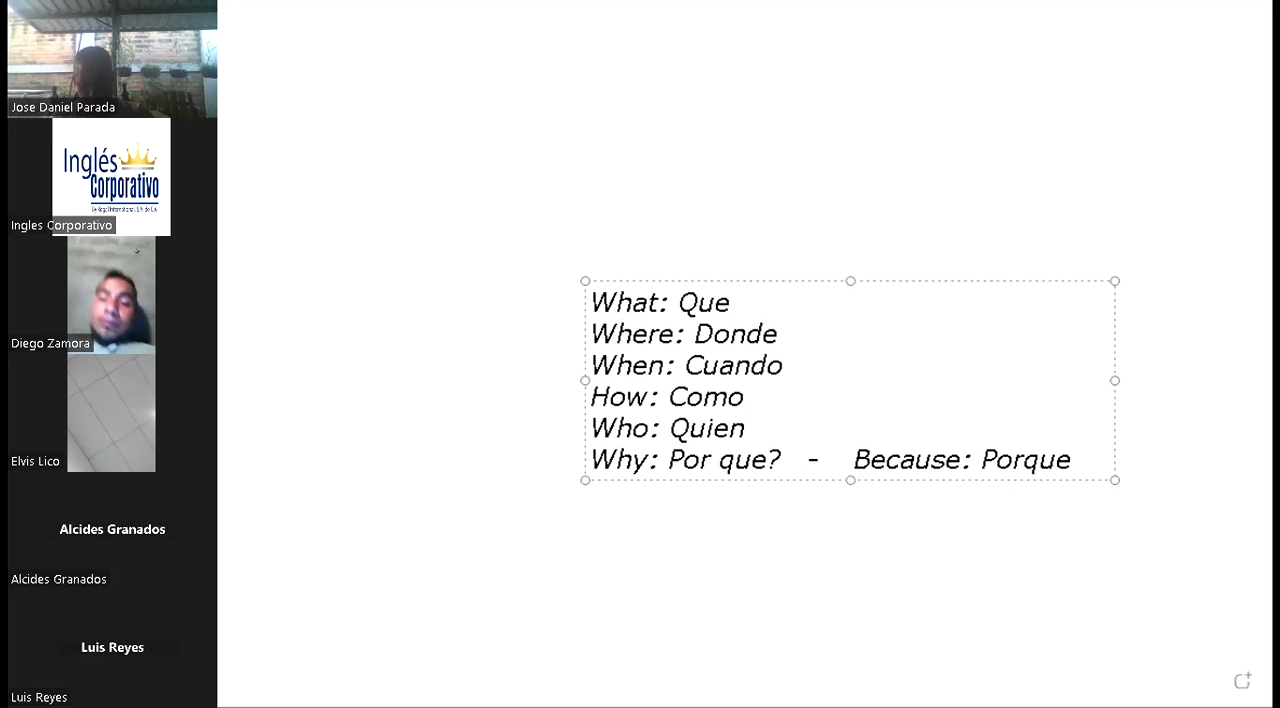 Jose Daniel Parada
Inglés
Corporativo
Ingles Corporativo
Diego Zamora
Elvis Lico
Alcides Granados
Alcides Granados
Luis Reyes
Luis Reyes
What: Que
Where: Donde
When: Cuando
How: Como
Who: Quien
Why: Por que? - Because: Porque